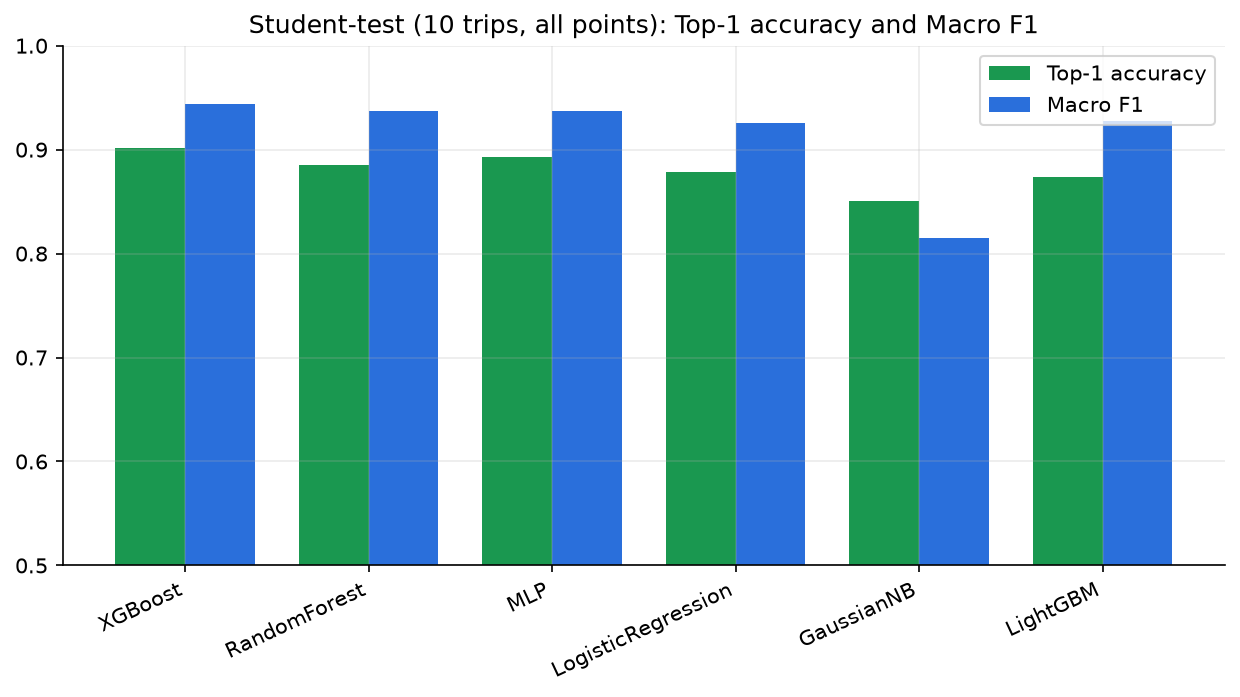 Student-test (10 trips, all points): Top-1 accuracy and Macro F1
Top-1 accuracy
Macro F1
1.0
0.9
0.8
0.7
0.6
0.5
XGBoost
RandomForest
MLP
LogisticRegression
GaussianNB
LightGBM